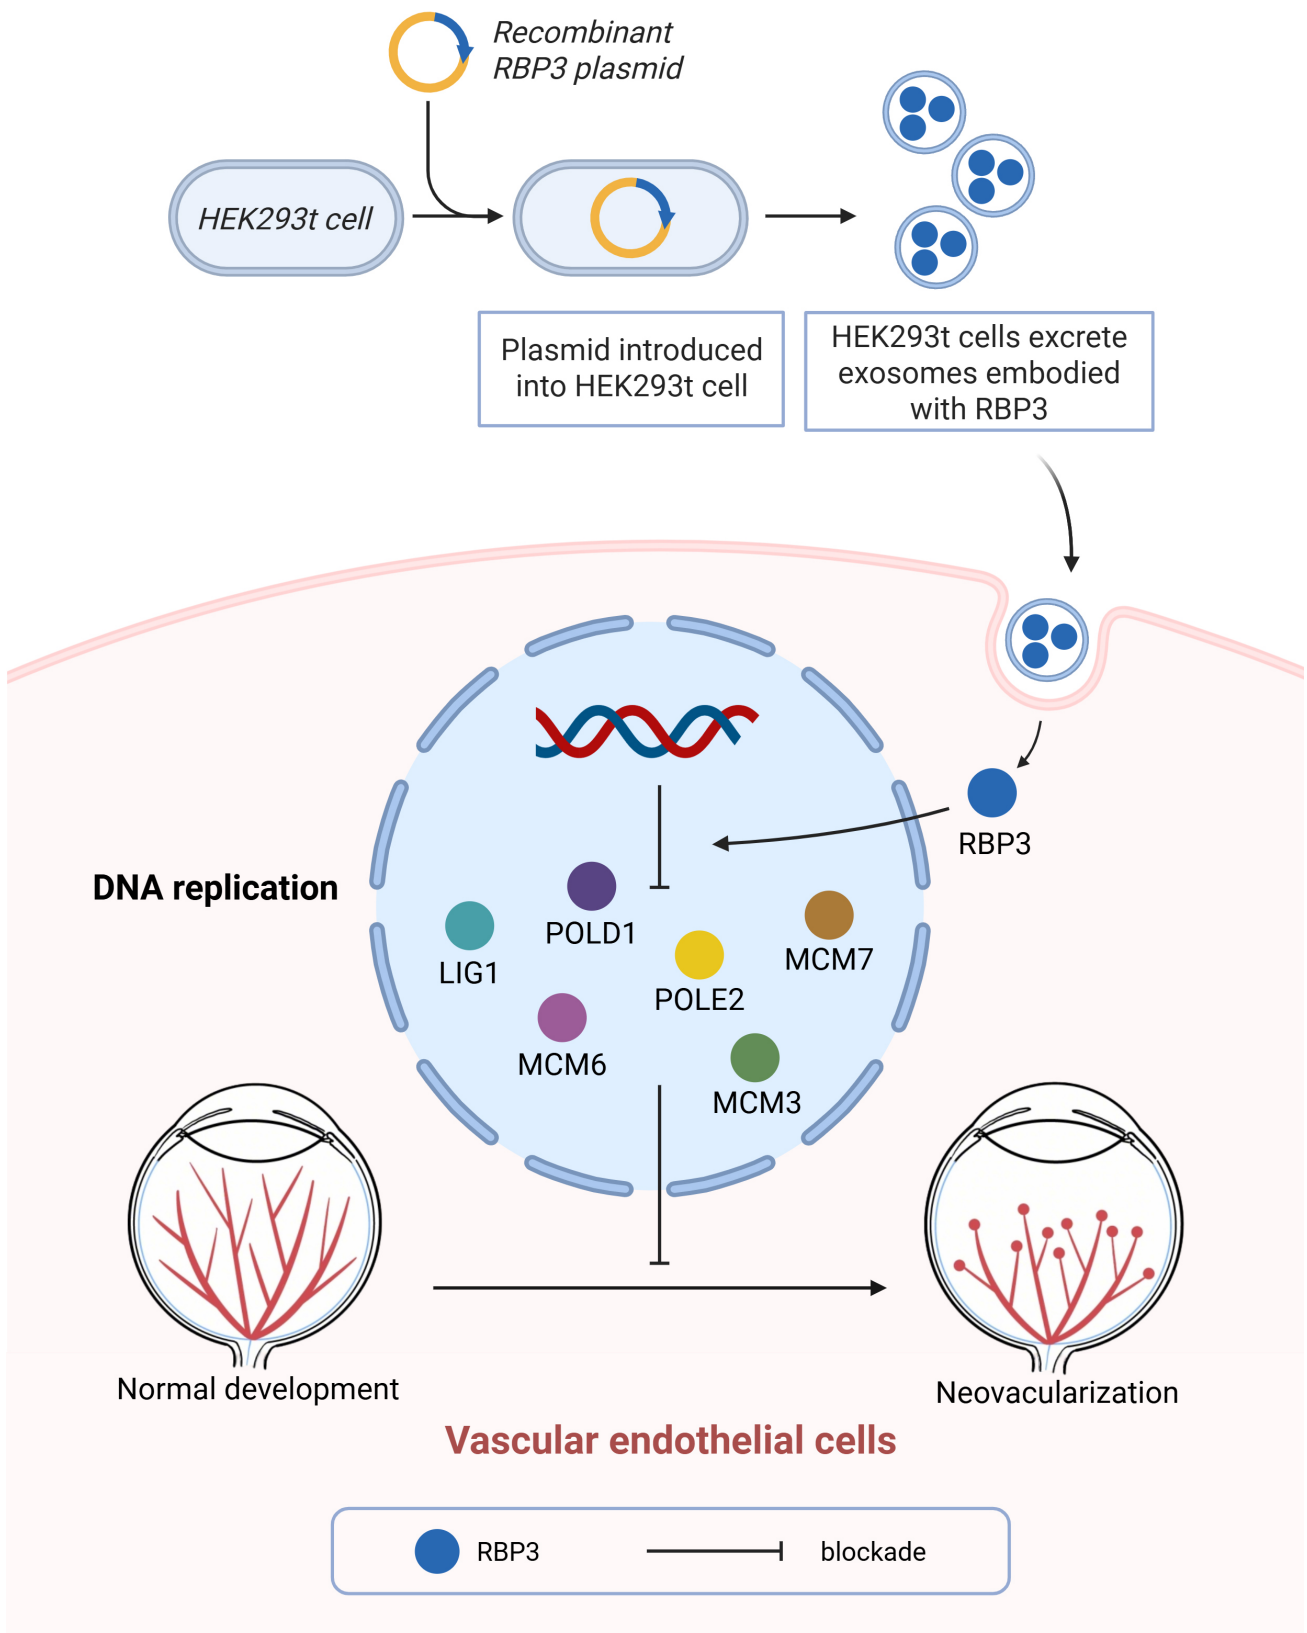 Recombinant
RBP3 plasmid
HEK293t cell
Plasmid introduced
into HEK293t cell
HEK293t cells excrete
exosomes embodied
with RBP3
RBP3
DNA replication
POLD1
LIG1
MCM7
POLE2
MCM6
MCM3
Normal development
Neovacularization
Vascular endothelial cells
RBP3
blockade